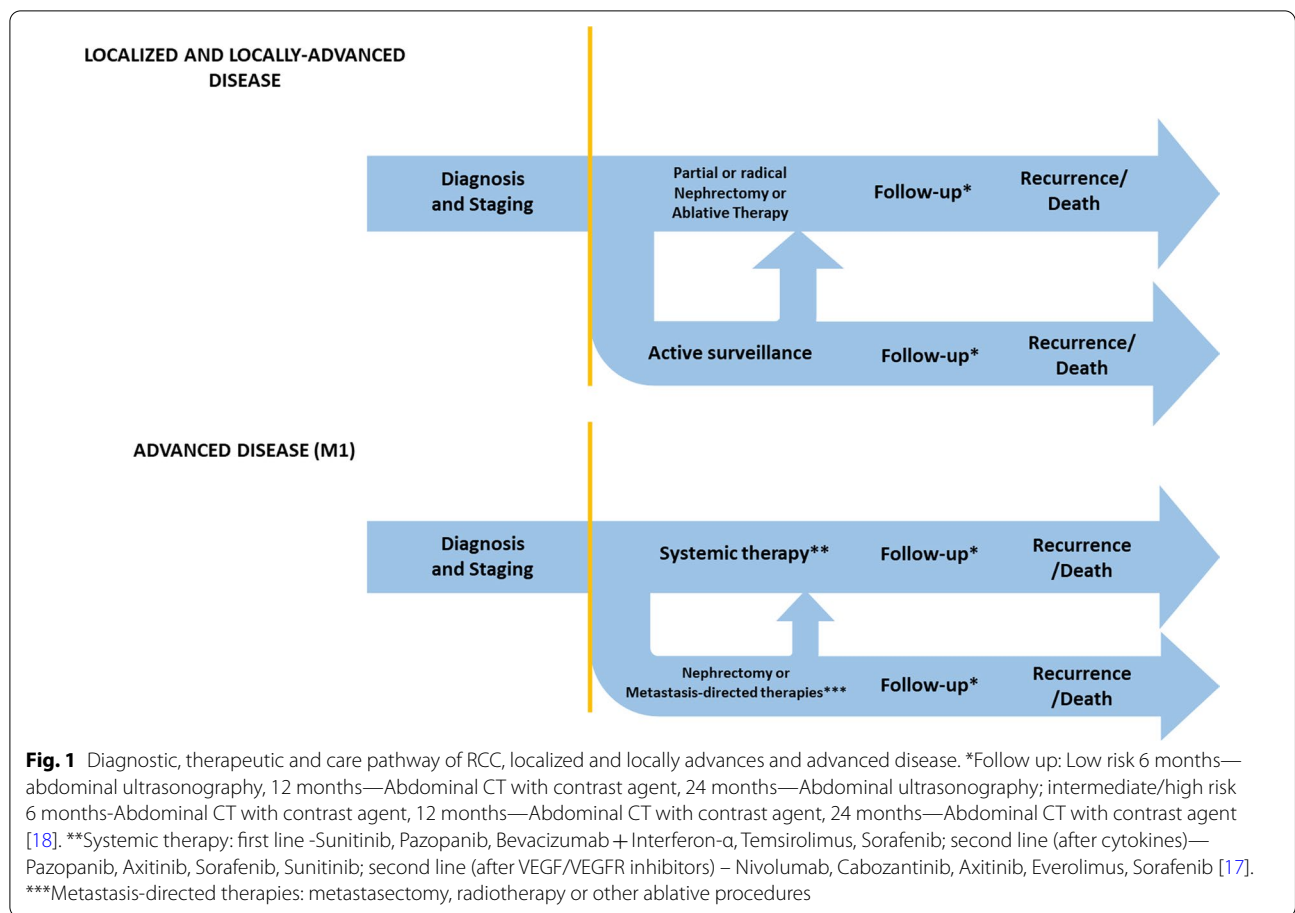 LOCALIZED AND LOCALLY-ADVANCED
DISEASE
Diagnosis
and Staging
Partial or radical
Nephrectomy or
Ablative Therapy
Follow-up*
Recurrence/
Death
Active surveillance
Follow-up*
Recurrence/
Death
ADVANCED DISEASE (M1)
Diagnosis
and Staging
Systemic therapy**
Follow-up*
Recurrence
/Death
Nephrectomy or
Metastasis-directed therapies***
Follow-up*
Recurrence
/Death
Fig. 1 Diagnostic, therapeutic and care pathway of RCC, localized and locally advances and advanced disease. *Follow up: Low risk 6 months—
abdominal ultrasonography, 12 months—Abdominal CT with contrast agent, 24 months—Abdominal ultrasonography; intermediate/high risk
6 months-Abdominal CT with contrast agent, 12 months—Abdominal CT with contrast agent, 24 months—Abdominal CT with contrast agent
[18]. **Systemic therapy: first line -Sunitinib, Pazopanib, Bevacizumab + Interferon-α, Temsirolimus, Sorafenib; second line (after cytokines)—
Pazopanib, Axitinib, Sorafenib, Sunitinib; second line (after VEGF/VEGFR inhibitors) – Nivolumab, Cabozantinib, Axitinib, Everolimus, Sorafenib [17].
***Metastasis-directed therapies: metastasectomy, radiotherapy or other ablative procedures